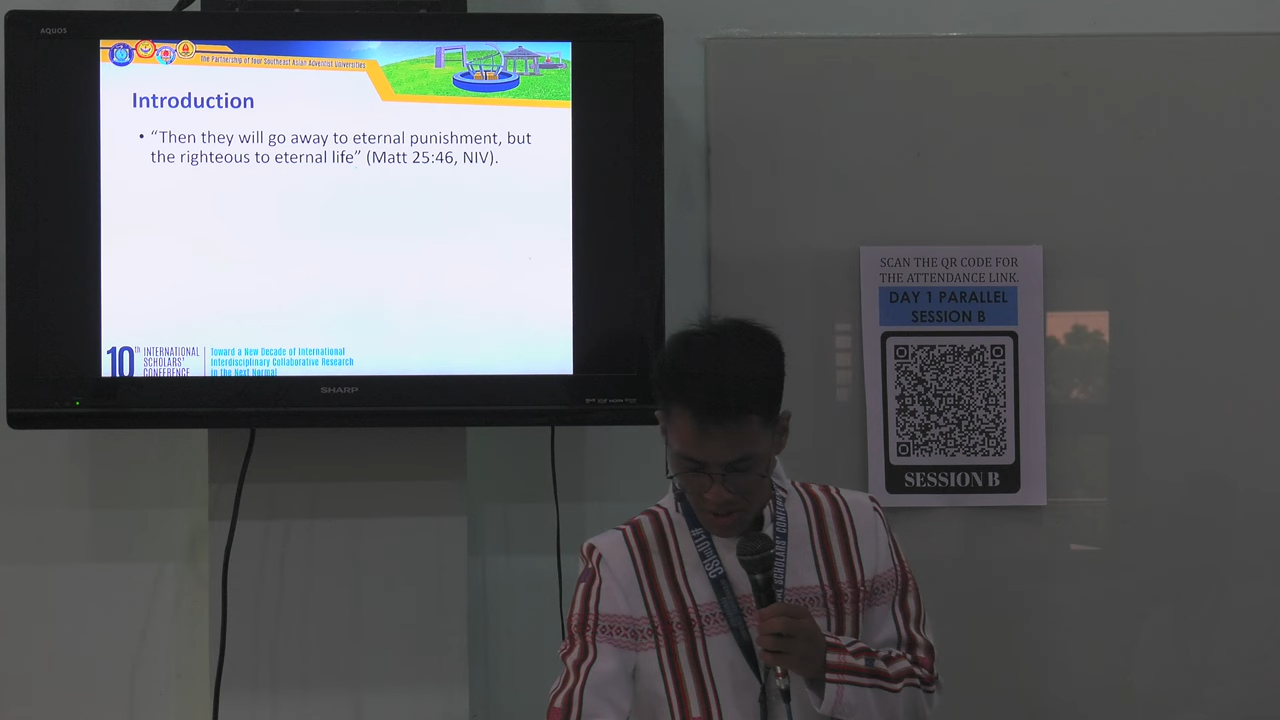 AQUOS
The Partnership of four Southeast Asian Adventist Universities
Introduction
• “Then they will go away to eternal punishment, but
the righteous to eternal life” (Matt 25:46, NIV).
10th INTERNATIONAL
SCHOLARS'
CONFERENCE
Toward a New Decade of International
Interdisciplinary Collaborative Research
in the Next Normal
SHARP
SCAN THE QR CODE FOR
THE ATTENDANCE LINK.
DAY 1 PARALLEL
SESSION B
SESSION B
#10thISC
SCHOLARS' CONFERENCE